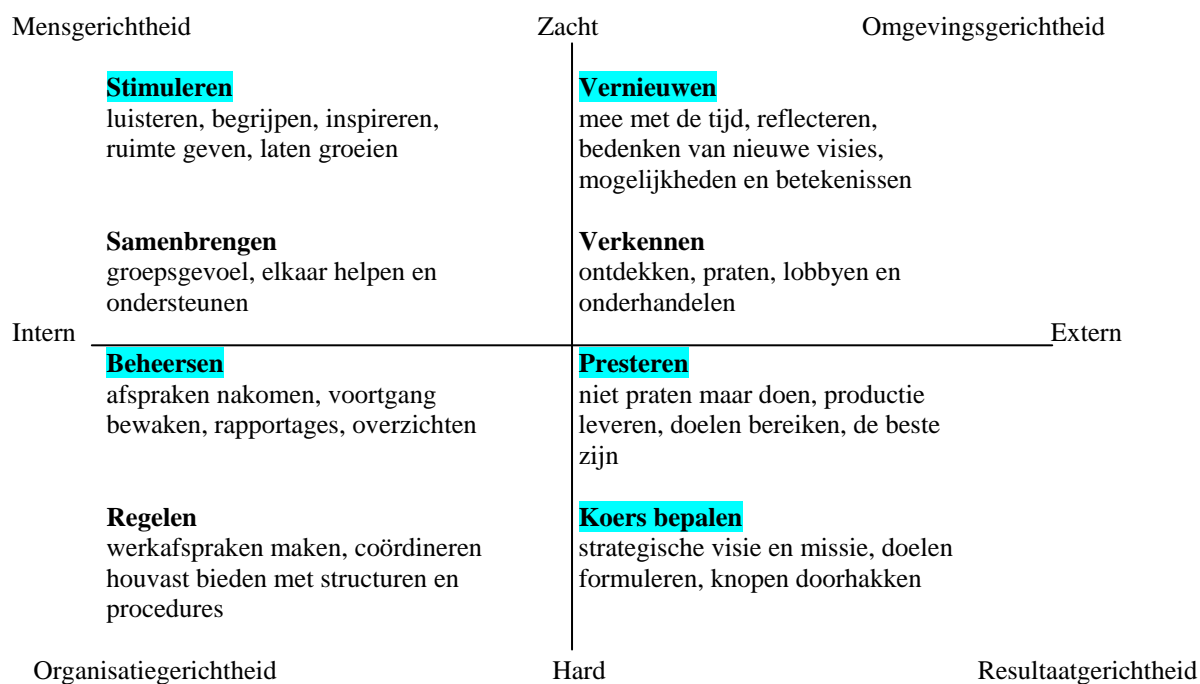 Mensgerichtheid Zacht Omgevingsgerichtheid
Stimuleren
luisteren, begrijpen, inspireren,
ruimte geven, laten groeien
Vernieuwen
mee met de tijd, reflecteren,
bedenken van nieuwe visies,
mogelijkheden en betekenissen
Samenbrengen
groepsgevoel, elkaar helpen en
ondersteunen
Verkennen
ontdekken, praten, lobbyen en
onderhandelen
Intern Extern
Beheersen
afspraken nakomen, voortgang
bewaken, rapportages, overzichten
Presteren
niet praten maar doen, productie
leveren, doelen bereiken, de beste
zijn
Regelen
werkafspraken maken, coördineren
houvast bieden met structuren en
procedures
Koers bepalen
strategische visie en missie, doelen
formuleren, knopen doorhakken
Organisatiegerichtheid Hard Resultaatgerichtheid